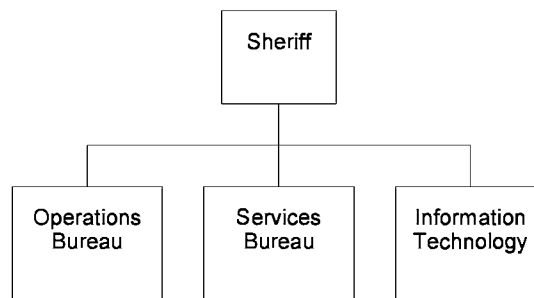 Sheriff
Operations
Bureau
Services
Bureau
Information
Technology